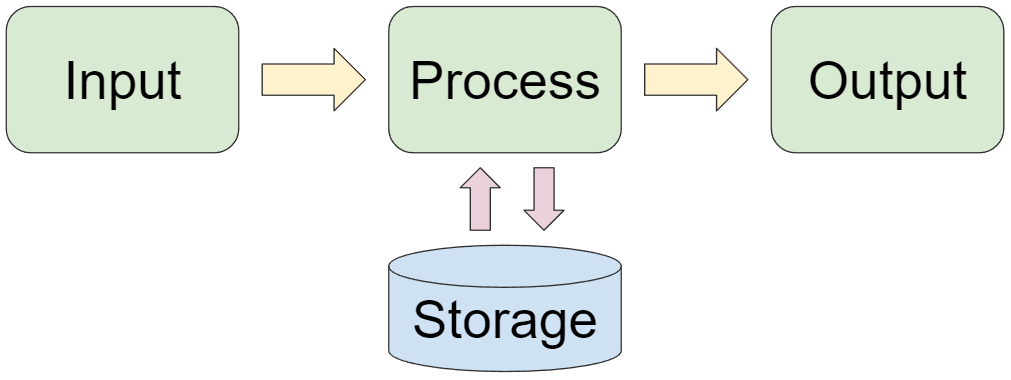 Input
Process
Output
Storage